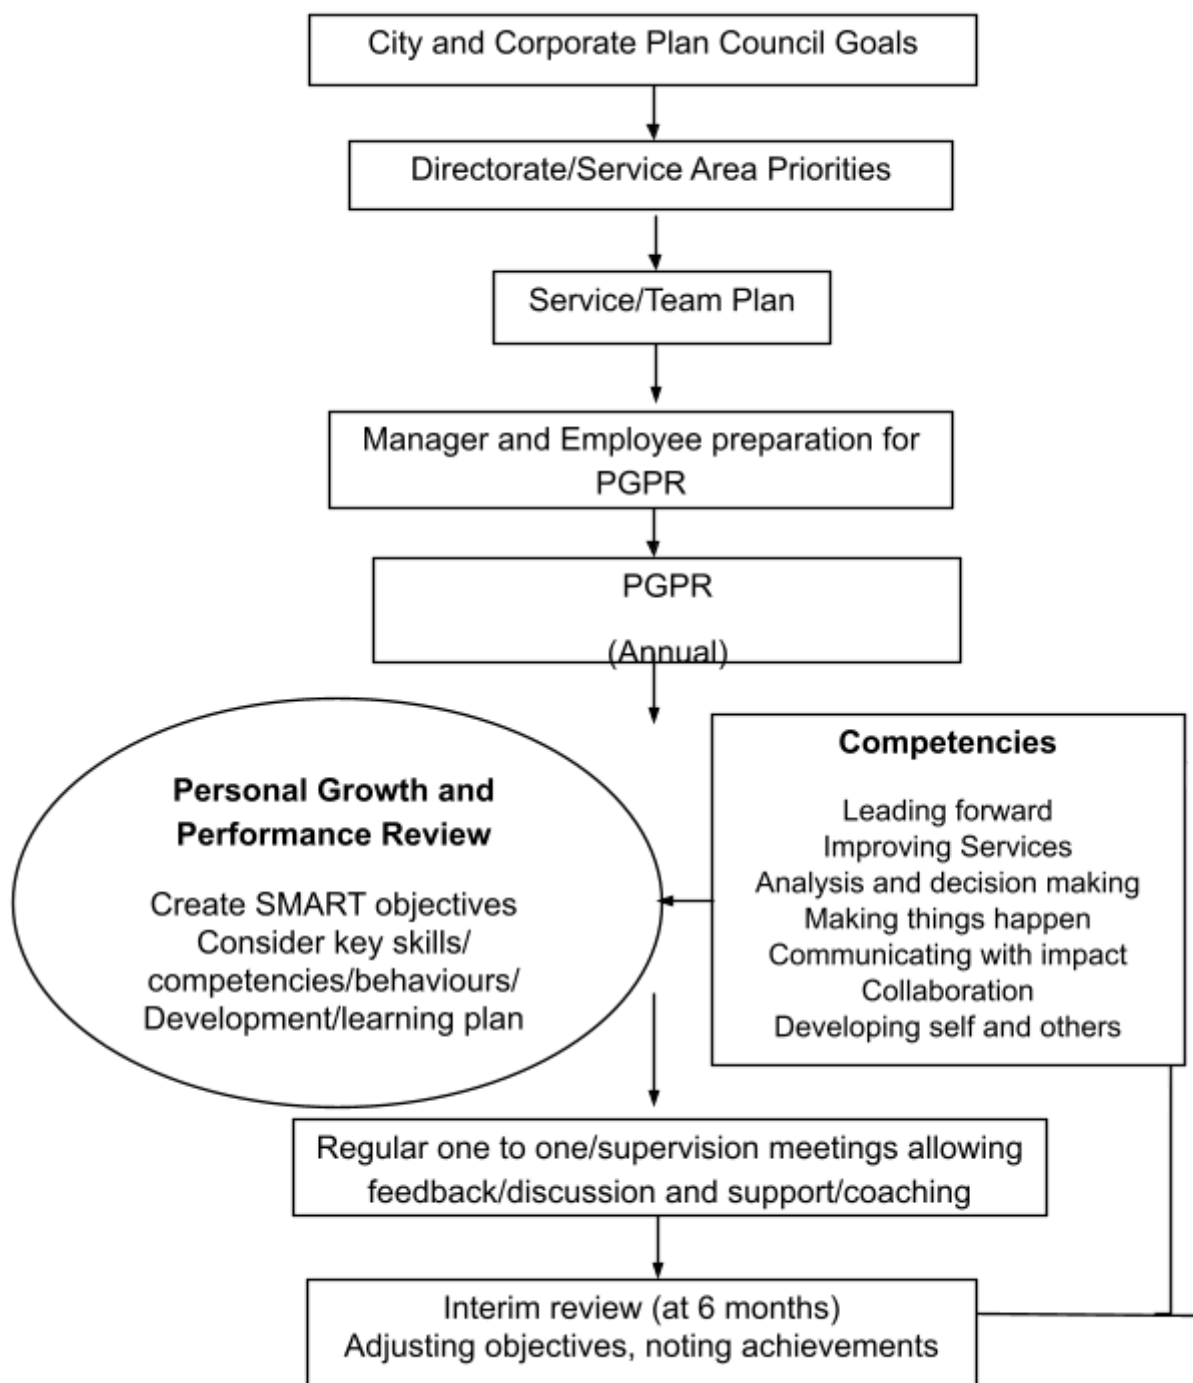 City and Corporate Plan Council Goals
Directorate/Service Area Priorities
Service/Team Plan
Manager and Employee preparation for
PGPR
PGPR
(Annual)
Personal Growth and
Performance Review
Create SMART objectives
Consider key skills/
competencies/behaviours/
Development/learning plan
Competencies
Leading forward
Improving Services
Analysis and decision making
Making things happen
Communicating with impact
Collaboration
Developing self and others
Regular one to one/supervision meetings allowing
feedback/discussion and support/coaching
Interim review (at 6 months)
Adjusting objectives, noting achievements